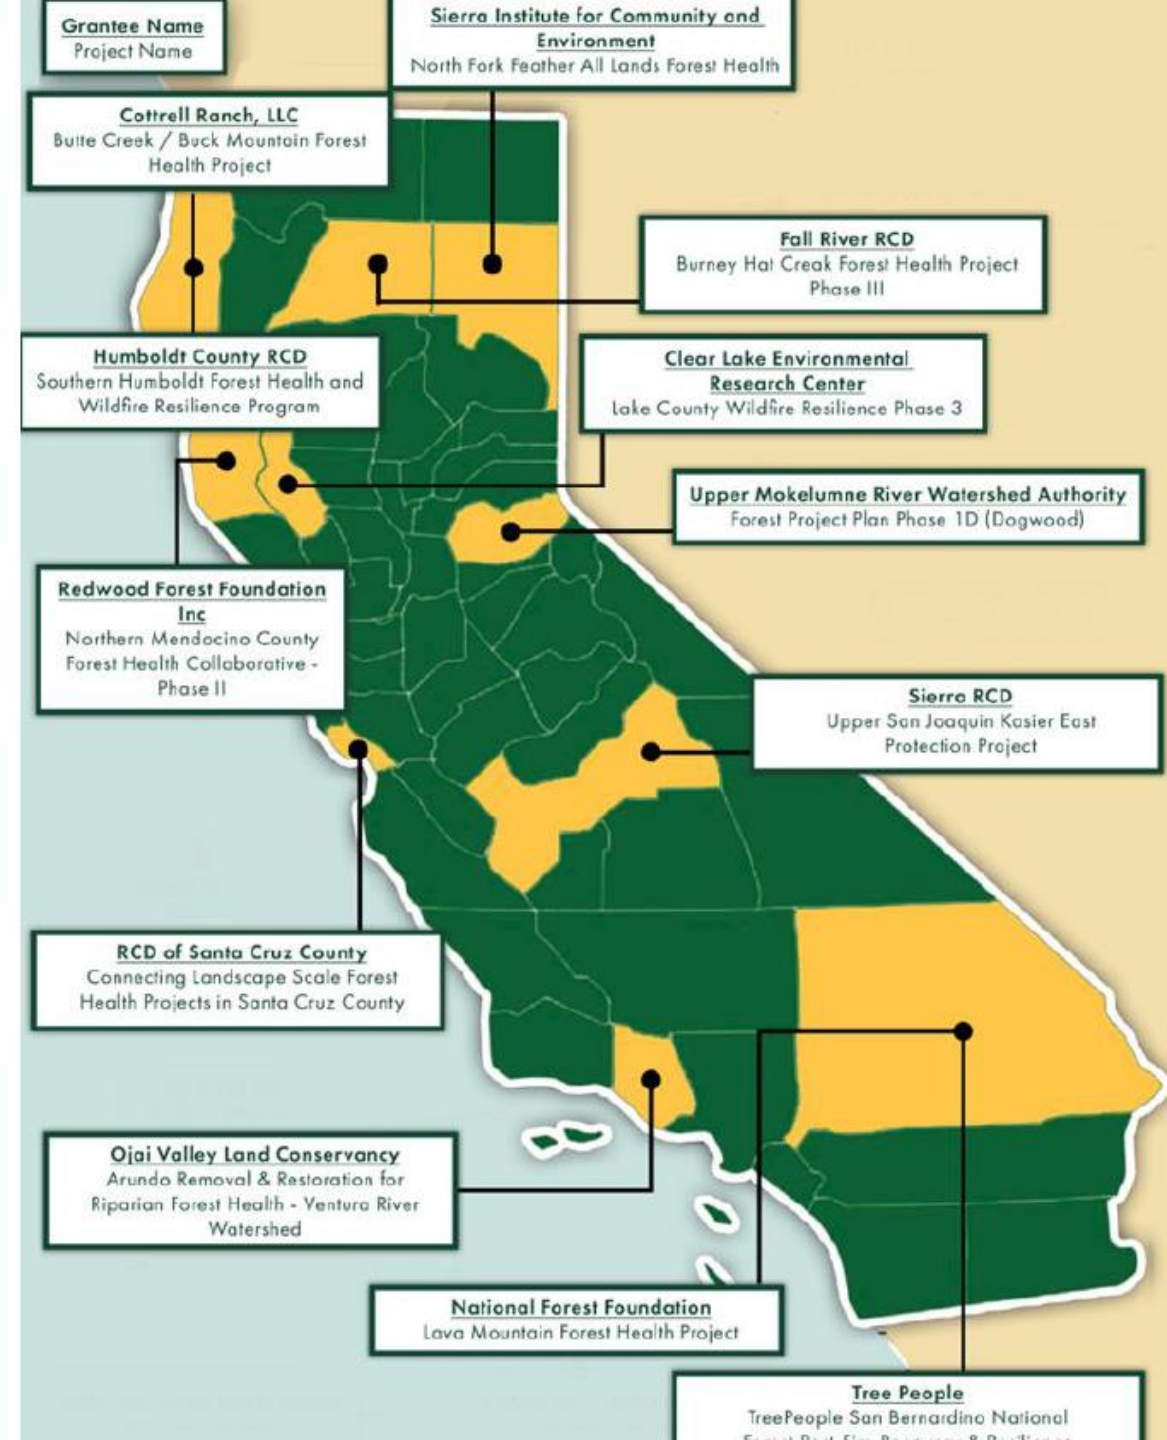 Grantee Name
Project Name
Sierra Institute for Community and
Environment
North Fork Feather All Lands Forest Health
Cottrell Ranch, LLC
Butte Creek / Buck Mountain Forest
Health Project
Fall River RCD
Burney Hat Creak Forest Health Project
Phase III
Humboldt County RCD
Southern Humboldt Forest Health and
Wildfire Resilience Program
Clear Lake Environmental
Research Center
Lake County Wildfire Resilience Phase 3
Upper Mokelumne River Watershed Authority
Forest Project Plan Phase 1D (Dogwood)
Redwood Forest Foundation
Inc
Northern Mendocino County
Forest Health Collaborative -
Phase II
Sierra RCD
Upper San Joaquin Kasier East
Protection Project
RCD of Santa Cruz County
Connecting Landscape Scale Forest
Health Projects in Santa Cruz County
Ojai Valley Land Conservancy
Arundo Removal & Restoration for
Riparian Forest Health - Ventura River
Watershed
National Forest Foundation
Lava Mountain Forest Health Project
Tree People
TreePeople San Bernardino National